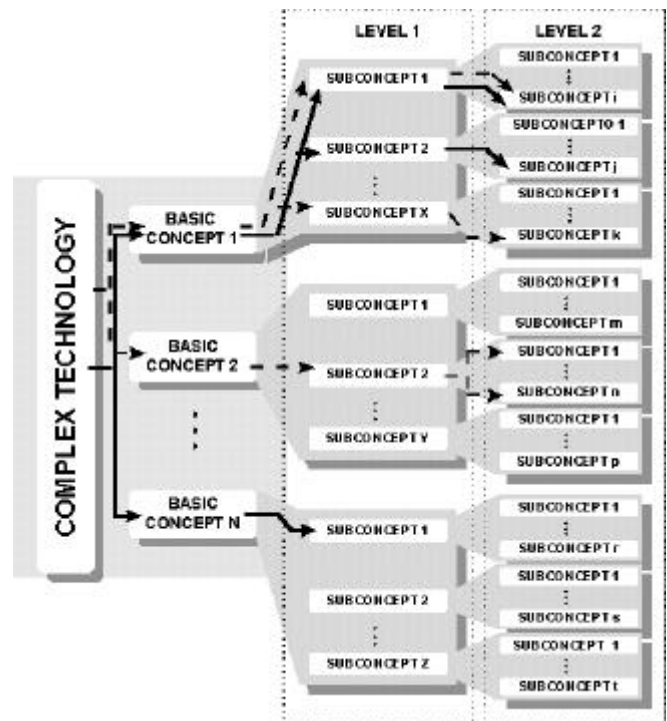 LEVEL 1
LEVEL 2
COMPLEX TECHNOLOGY
BASIC
CONCEPT 1
SUBCONCEPT 1
SUBCONCEPT 2
SUBCONCEPT X
SUBCONCEPT 1
SUBCONCEPT i
SUBCONCEPTO 1
SUBCONCEPT j
SUBCONCEPT 1
SUBCONCEPT k
BASIC
CONCEPT 2
SUBCONCEPT 1
SUBCONCEPT 2
SUBCONCEPT Y
SUBCONCEPT 1
SUBCONCEPT m
SUBCONCEPT 1
SUBCONCEPT n
SUBCONCEPT 1
SUBCONCEPT p
BASIC
CONCEPT N
SUBCONCEPT 1
SUBCONCEPT 2
SUBCONCEPT Z
SUBCONCEPT 1
SUBCONCEPT r
SUBCONCEPT 1
SUBCONCEPT s
SUBCONCEPT 1
SUBCONCEPT t